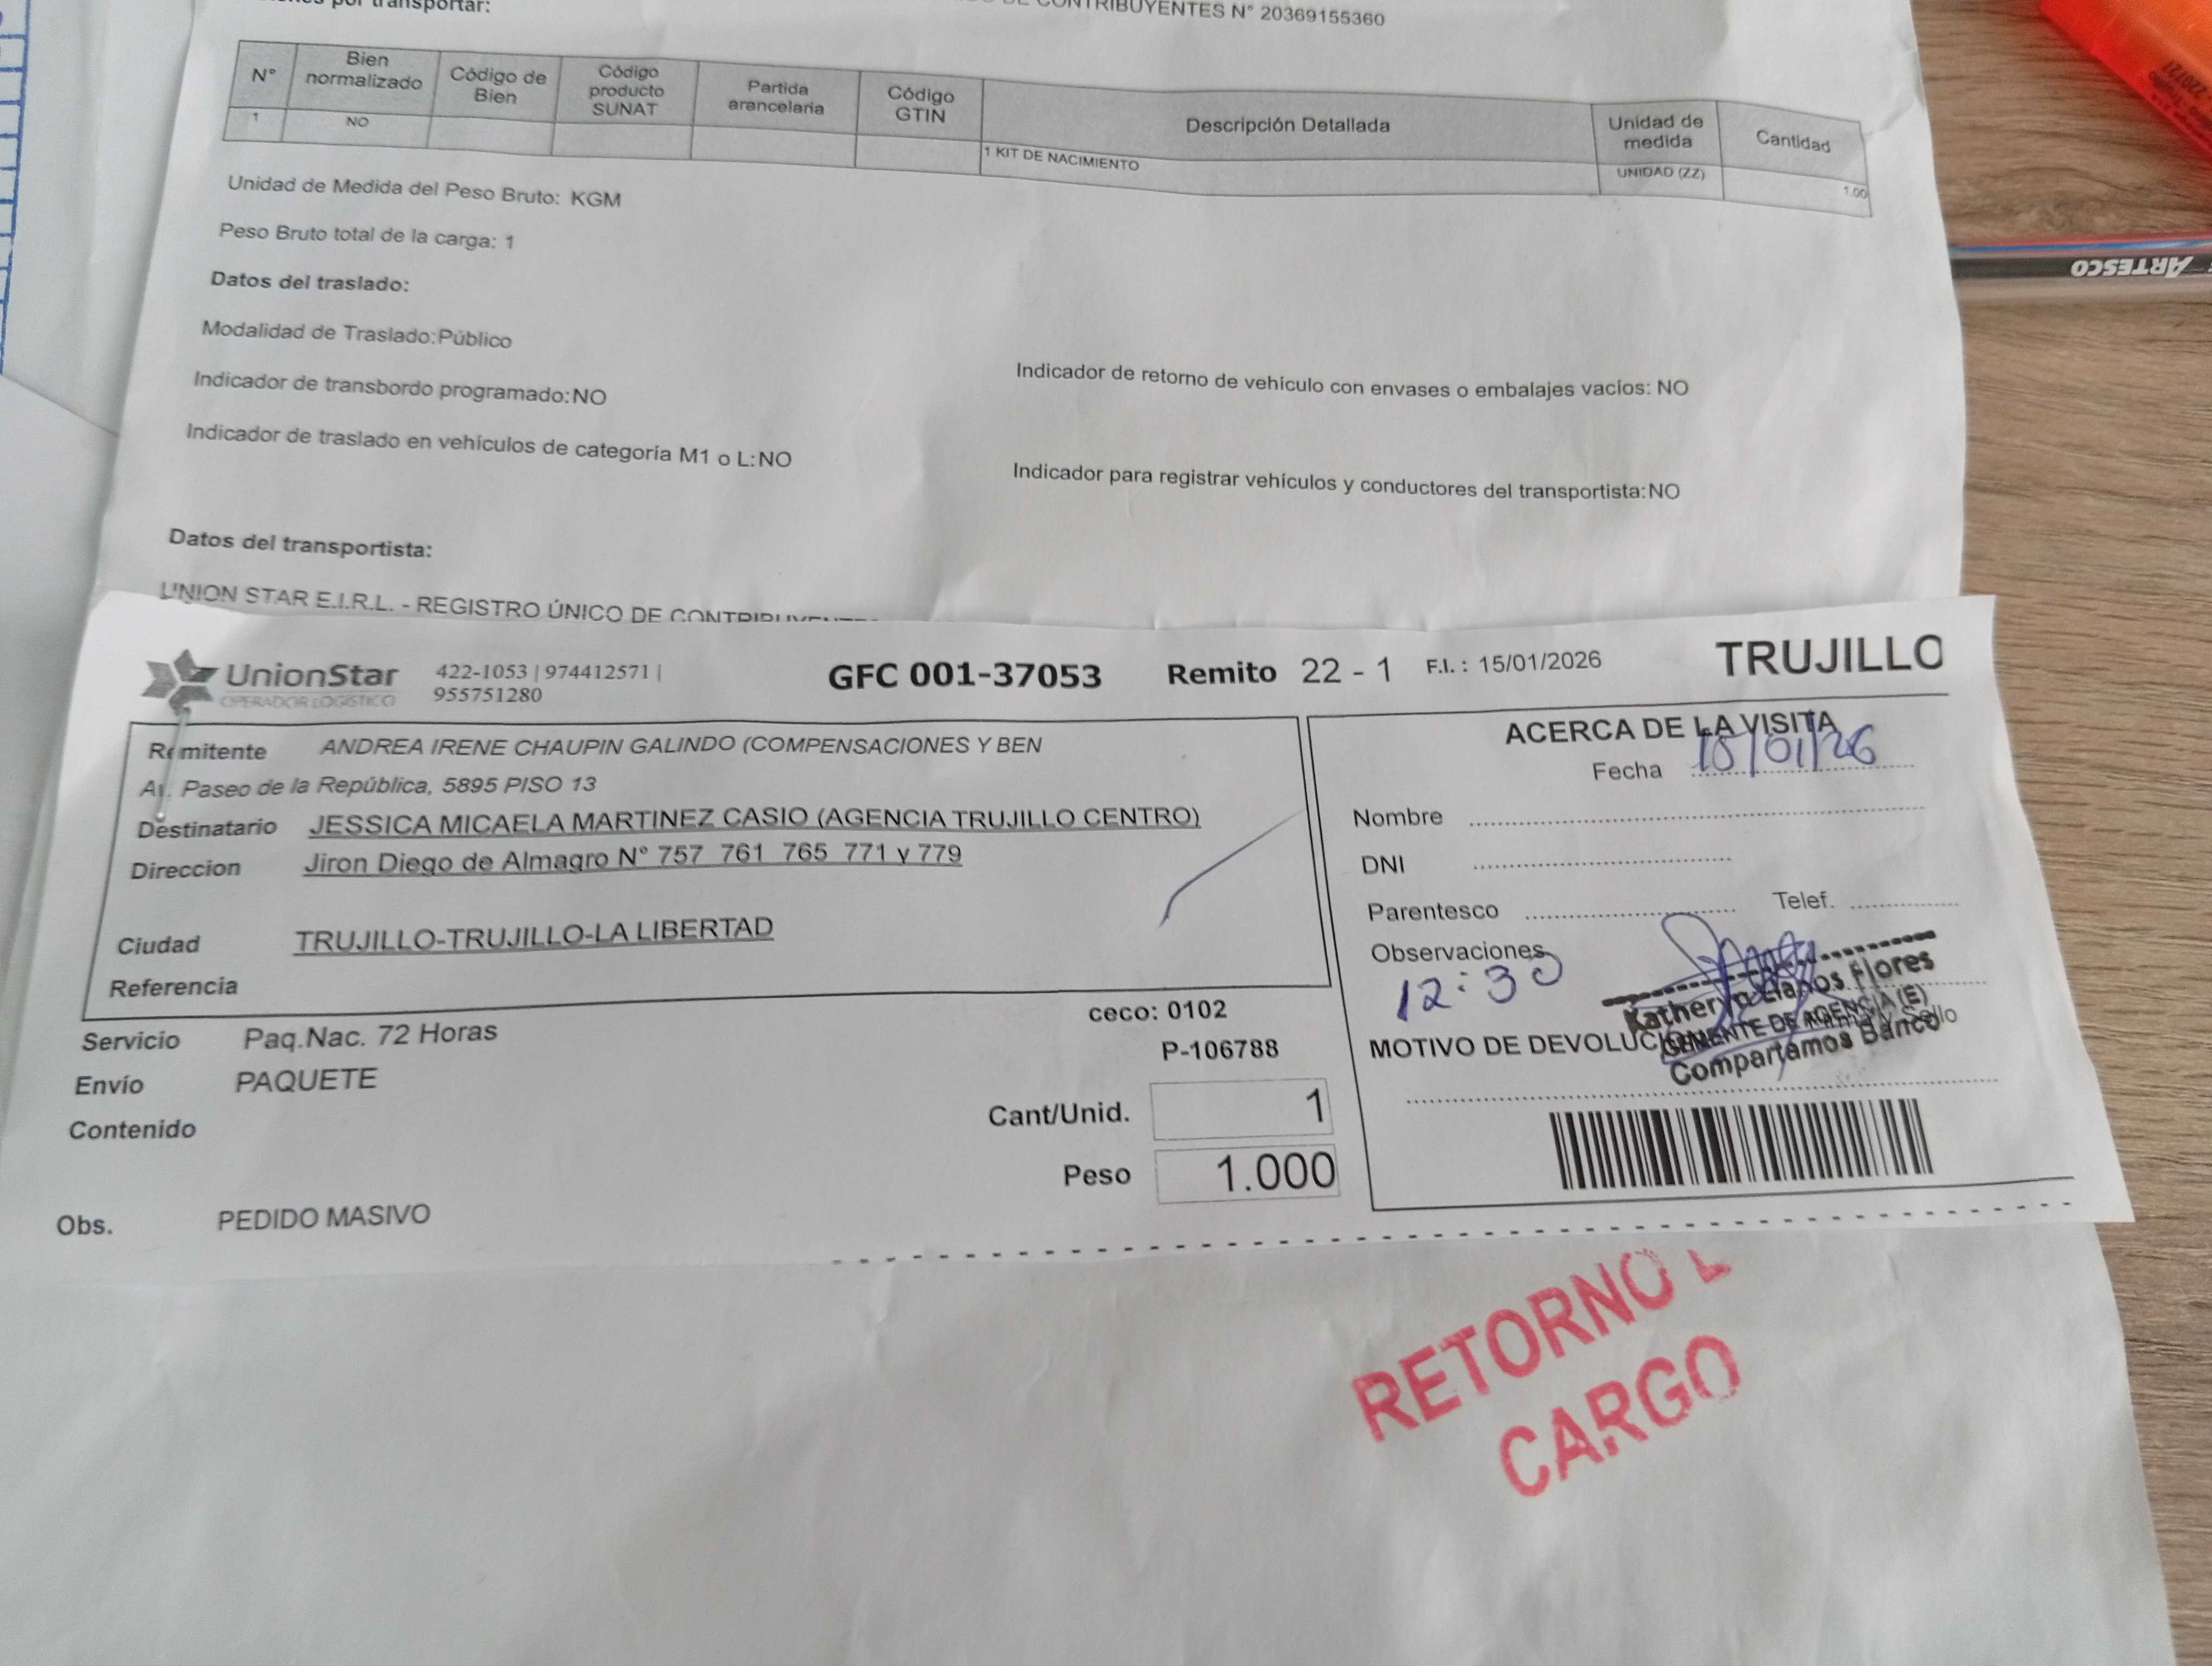 por transportar:
CONTRIBUYENTES N° 20369155360
N°
Bien normalizado
Código de Bien
Código producto SUNAT
Partida arancelaria
Código GTIN
Descripción Detallada
Unidad de medida
Cantidad
1
NO
1 KIT DE NACIMIENTO
UNIDAD (ZZ)
1.00
Unidad de Medida del Peso Bruto: KGM
Peso Bruto total de la carga: 1
Datos del traslado:
Modalidad de Traslado:Público
Indicador de transbordo programado:NO
Indicador de retorno de vehículo con envases o embalajes vacíos: NO
Indicador de traslado en vehículos de categoría M1 o L:NO
Indicador para registrar vehículos y conductores del transportista:NO
Datos del transportista:
UNION STAR E.I.R.L. - REGISTRO ÚNICO DE
UnionStar
OPERADOR LOGÍSTICO
422-1053 | 974412571 |
955751280
GFC 001-37053
Remito 22 - 1
F.I. : 15/01/2026
TRUJILLO
Remitente ANDREA IRENE CHAUPIN GALINDO (COMPENSACIONES Y BEN
Av. Paseo de la República, 5895 PISO 13
Destinatario JESSICA MICAELA MARTINEZ CASIO (AGENCIA TRUJILLO CENTRO)
Direccion Jiron Diego de Almagro N° 757 761 765 771 y 779
Ciudad TRUJILLO-TRUJILLO-LA LIBERTAD
Referencia
ceco: 0102
Servicio Paq.Nac. 72 Horas
P-106788
Envío PAQUETE
Cant/Unid. 1
Contenido
Peso 1.000
Obs. PEDIDO MASIVO
ACERCA DE LA VISITA
Fecha
Nombre
DNI
Parentesco
Telef.
Observaciones
12:30
Katheryn Llanos Flores
GERENTE DE AGENCIA (E)
Compartamos Banco
MOTIVO DE
RETORNO
CARGO
ARTESCO